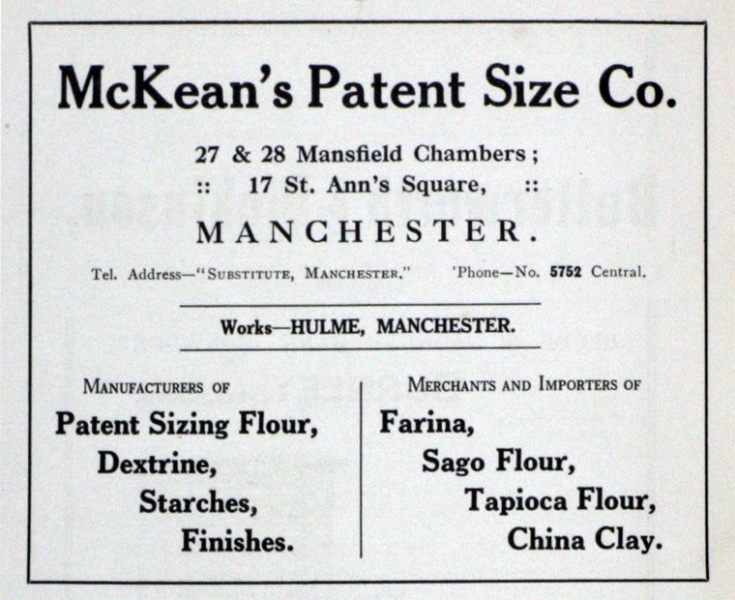 McKean's Patent Size Co.
27 & 28 Mansfield Chambers;
:: 17 St. Ann's Square, ::
MANCHESTER.
Tel. Address—"SUBSTITUTE, MANCHESTER." 'Phone—No. 5752 Central.
Works—HULME, MANCHESTER.
MANUFACTURERS OF
Patent Sizing Flour,
Dextrine,
Starches,
Finishes.
MERCHANTS AND IMPORTERS OF
Farina,
Sago Flour,
Tapioca Flour,
China Clay.